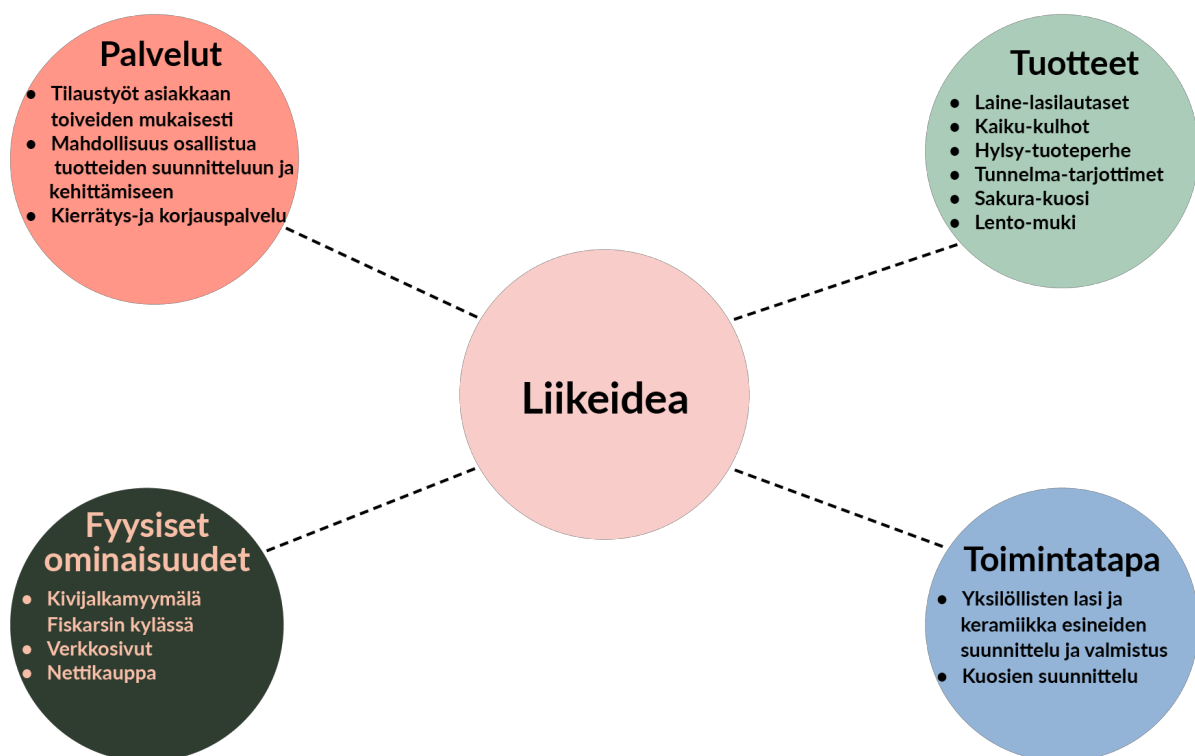 Palvelut
● Tilaustyöt asiakkaan
toiveiden mukaisesti
● Mahdollisuus osallistua
tuotteiden suunnitteluun ja
kehittämiseen
● Kierrätys-ja korjauspalvelu
Tuotteet
● Laine-lasilautaset
● Kaiku-kulhot
● Hylsy-tuoteperhe
● Tunnelma-tarjottimet
● Sakura-kuosi
● Lento-muki
Liikeidea
Fyysiset
ominaisuudet
● Kivijalkamyymälä
Fiskarsin kylässä
● Verkkosivut
● Nettikauppa
Toimintatapa
● Yksilöllisten lasi ja
keramiikka esineiden
suunnittelu ja valmistus
● Kuosien suunnittelu